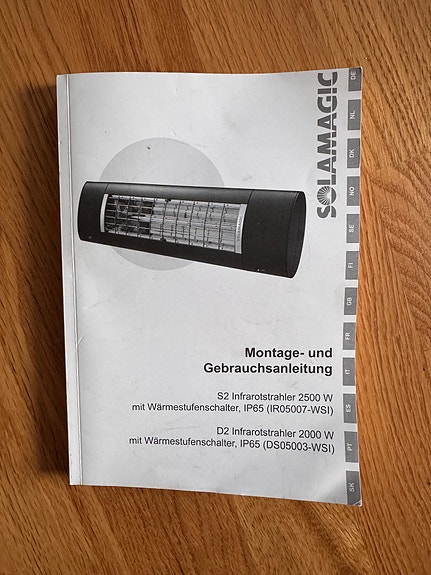 SOLAMAGIC
DE
NL
DK
NO
SE
FI
GB
FR
IT
ES
PT
SK
Montage- und
Gebrauchsanleitung
S2 Infrarotstrahler 2500 W
mit Wärmestufenschalter, IP65 (IR05007-WSI)
D2 Infrarotstrahler 2000 W
mit Wärmestufenschalter, IP65 (DS05003-WSI)